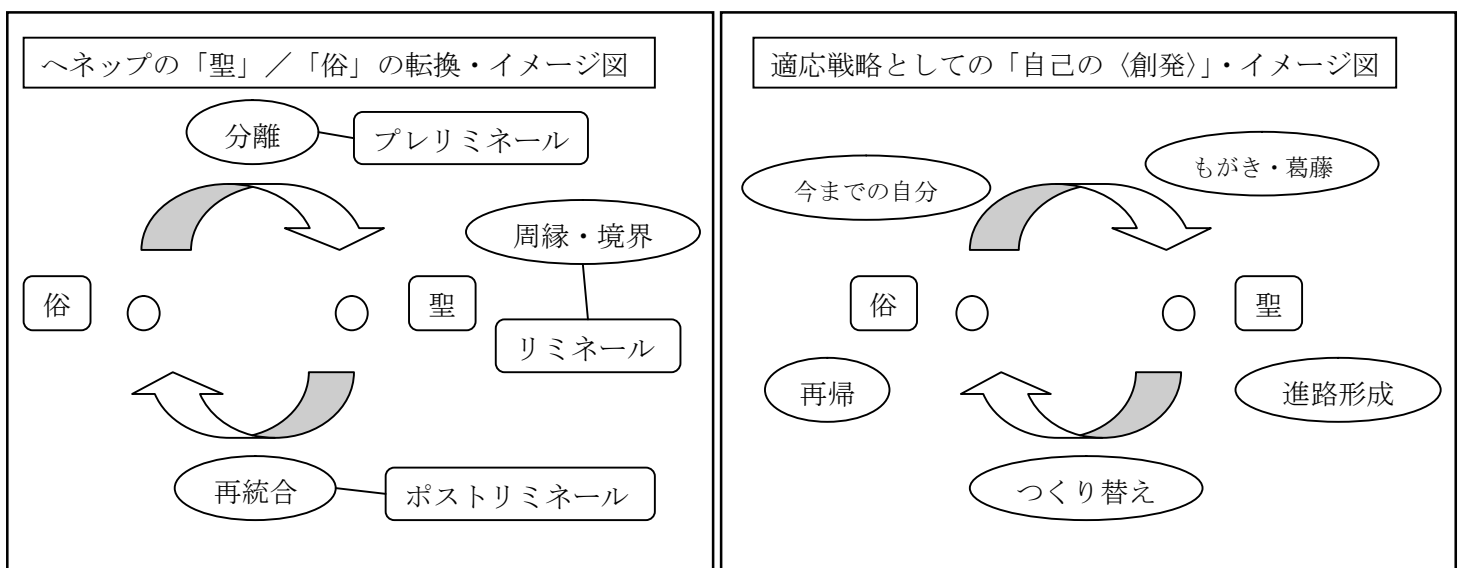 ヘネップの「聖」／「俗」の転換・イメージ図
分離
プレリミネール
周縁・境界
俗
聖
リミネール
再統合
ポストリミネール
適応戦略としての「自己の〈創発〉」・イメージ図
今までの自分
もがき・葛藤
俗
聖
再帰
進路形成
つくり替え